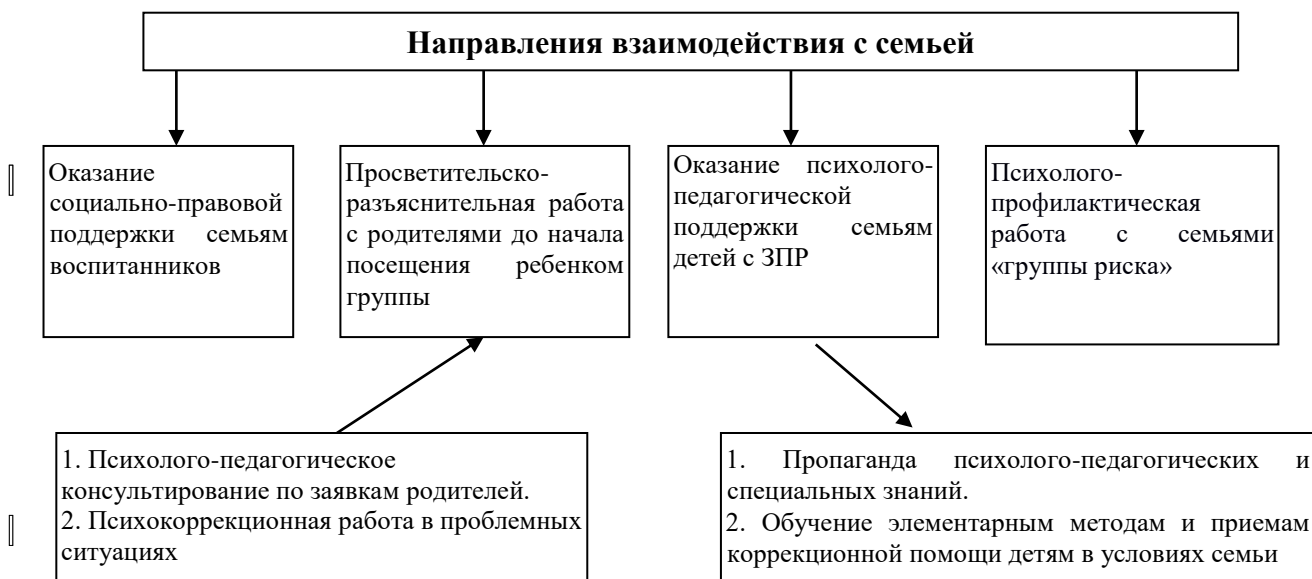 Направления взаимодействия с семьей
Оказание
социально-правовой
поддержки семьям
воспитанников
Просветительско-
разъяснительная работа
с родителями до начала
посещения ребенком
группы
Оказание психолого-
педагогической
поддержки семьям
детей с ЗПР
Психолого-
профилактическая
работа с семьями
«группы риска»
1. Психолого-педагогическое
консультирование по заявкам родителей.
2. Психокоррекционная работа в проблемных
ситуациях
1. Пропаганда психолого-педагогических и
специальных знаний.
2. Обучение элементарным методам и приемам
коррекционной помощи детям в условиях семьи